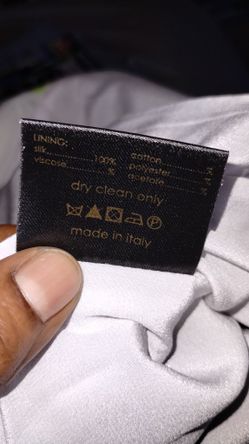 LINING:
silk................100% cotton................%
viscose................% polyester................%
acetate................%
dry clean only
P
made in italy